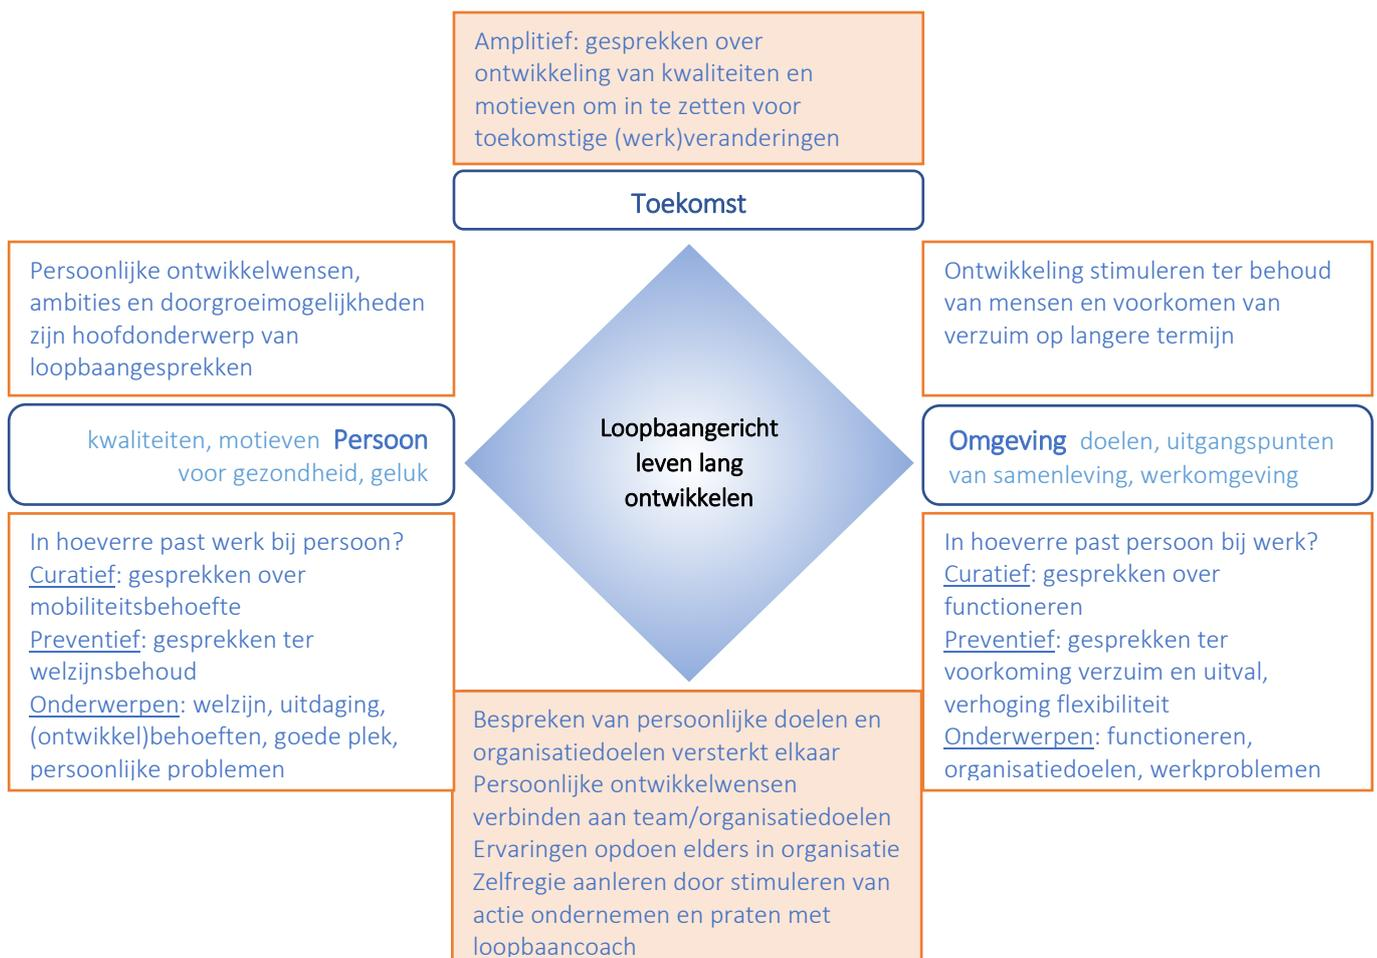 Amplitief: gesprekken over
ontwikkeling van kwaliteiten en
motieven om in te zetten voor
toekomstige (werk)veranderingen
Toekomst
Persoonlijke ontwikkelwensen,
ambities en doorgroeimogelijkheden
zijn hoofdonderwerp van
loopbaangesprekken
Ontwikkeling stimuleren ter behoud
van mensen en voorkomen van
verzuim op langere termijn
kwaliteiten, motieven Persoon
voor gezondheid, geluk
Loopbaangericht
leven lang
ontwikkelen
Omgeving doelen, uitgangspunten
van samenleving, werkomgeving
In hoeverre past werk bij persoon?
Curatief: gesprekken over
mobiliteitsbehoefte
Preventief: gesprekken ter
welzijnsbehoud
Onderwerpen: welzijn, uitdaging,
(ontwikkel)behoeften, goede plek,
persoonlijke problemen
In hoeverre past persoon bij werk?
Curatief: gesprekken over
functioneren
Preventief: gesprekken ter
voorkoming verzuim en uitval,
verhoging flexibiliteit
Onderwerpen: functioneren,
organisatiedoelen, werkproblemen
Bespreken van persoonlijke doelen en
organisatiedoelen versterkt elkaar
Persoonlijke ontwikkelwensen
verbinden aan team/organisatiedoelen
Ervaringen opdoen elders in organisatie
Zelfregie aanleren door stimuleren van
actie ondernemen en praten met
loopbaancoach